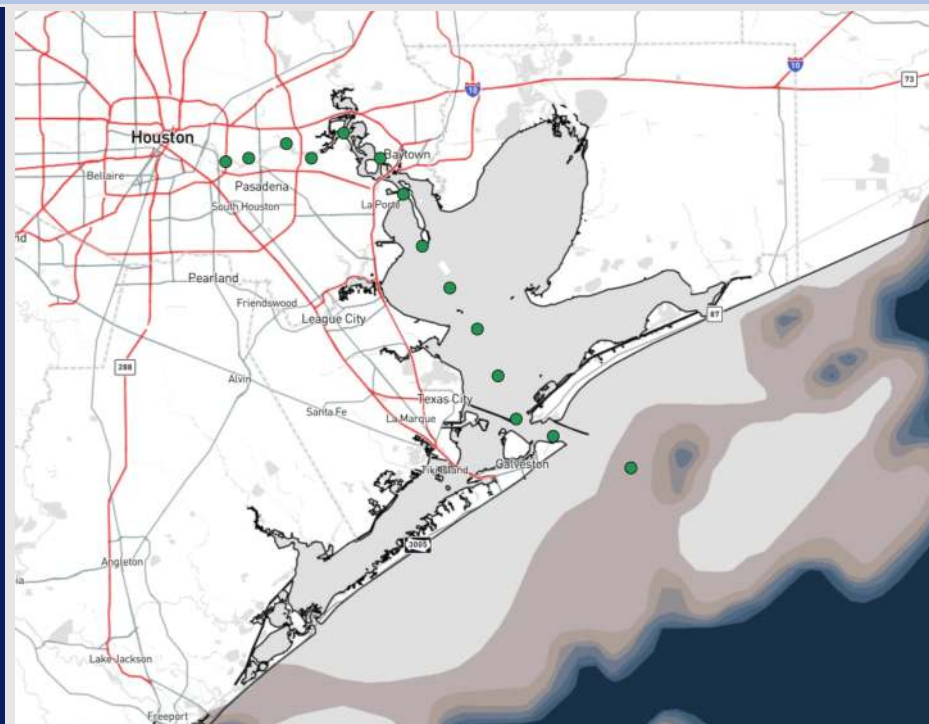 10
10
73
Houston
Baytown
Bellaire
Pasadena
La Porte
South Houston
Pearland
Friendswood
87
League City
288
Alvin
Texas City
Santa Fe
La Marque
Galveston
Tiki Island
3005
Angleton
Lake Jackson
Freeport